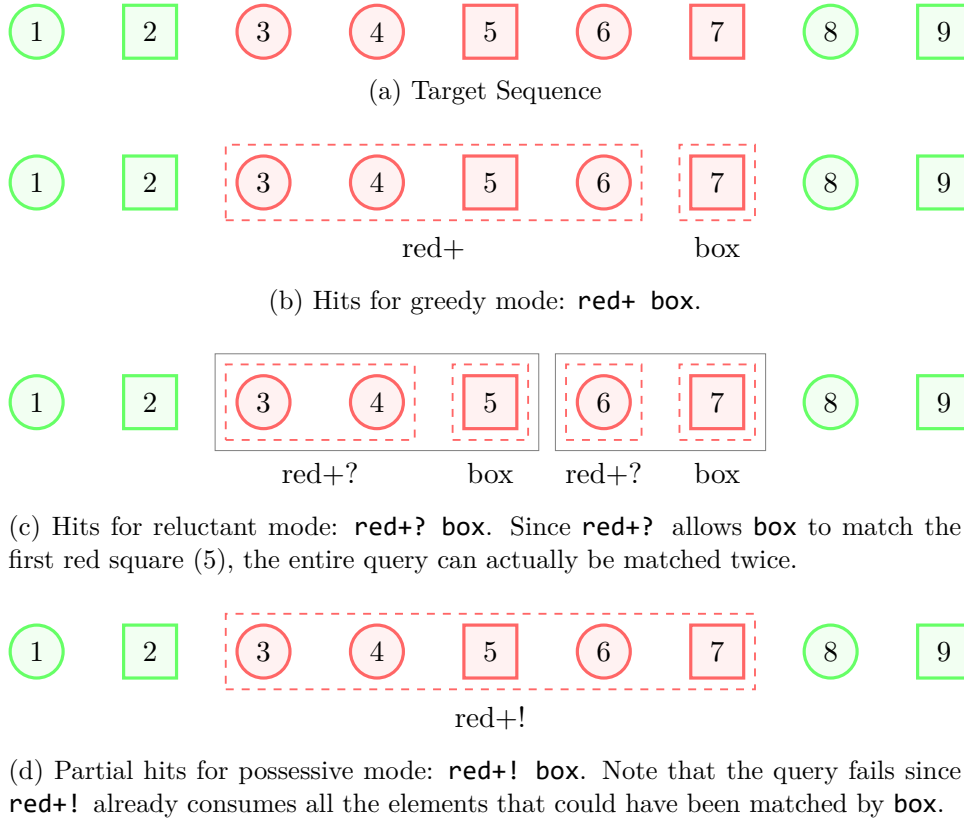 1 2 3 4 5 6 7 8 9
(a) Target Sequence
1 2 3 4 5 6 7 8 9
red+ box
(b) Hits for greedy mode: red+ box.
1 2 3 4 5 6 7 8 9
red+? box red+? box
(c) Hits for reluctant mode: red+? box. Since red+? allows box to match the
first red square (5), the entire query can actually be matched twice.
1 2 3 4 5 6 7 8 9
red+!
(d) Partial hits for possessive mode: red+! box. Note that the query fails since
red+! already consumes all the elements that could have been matched by box.